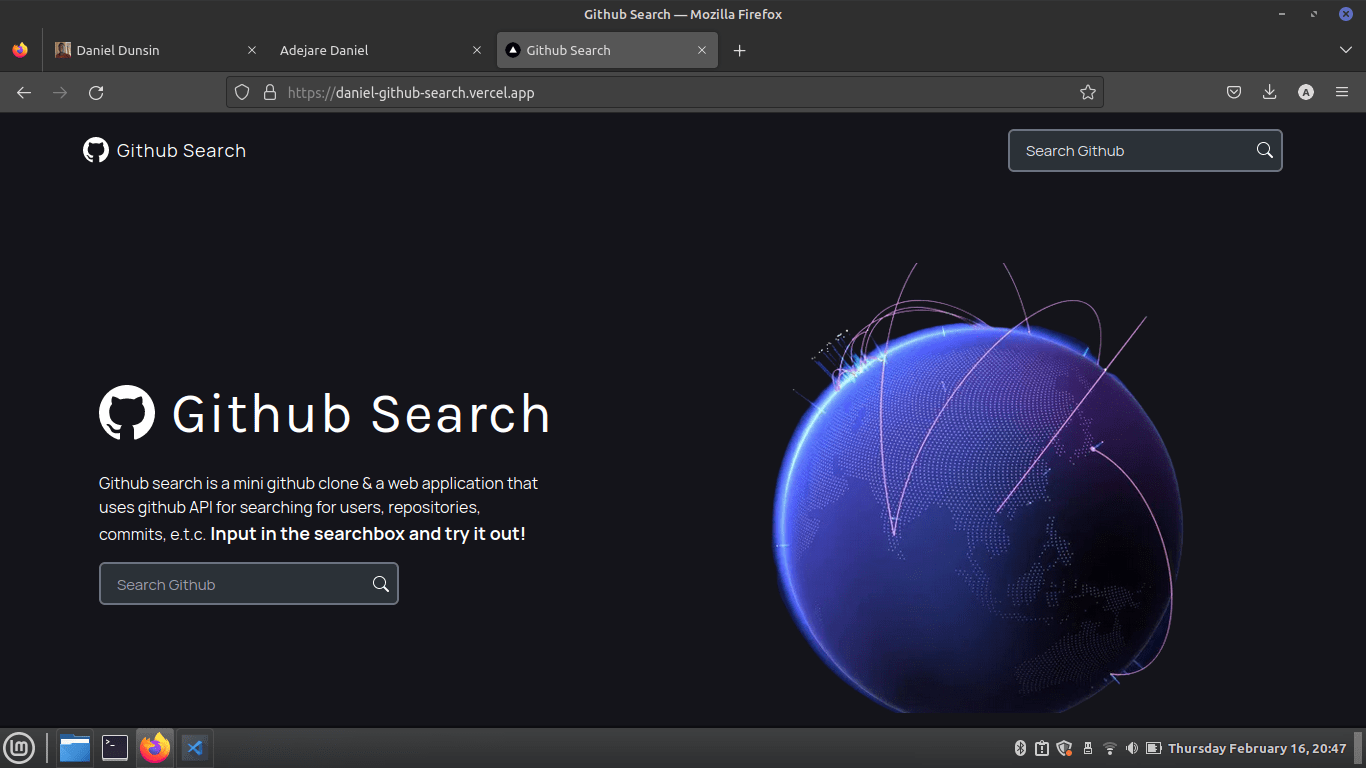 Github Search — Mozilla Firefox
Daniel Dunsin
Adejare Daniel
Github Search
https://daniel-github-search.vercel.app
A
Github Search
Search Github
Github Search
Github search is a mini github clone & a web application that
uses github API for searching for users, repositories,
commits, e.t.c. Input in the searchbox and try it out!
Search Github
Thursday February 16, 20:47